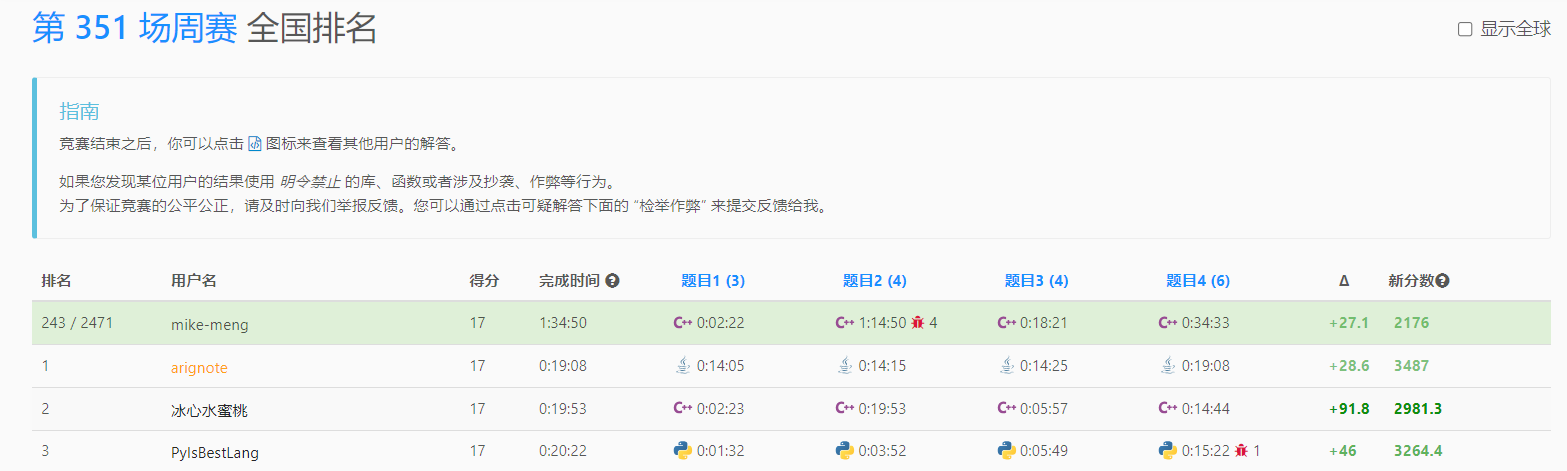 第 351 场周赛 全国排名
显示全球
指南
竞赛结束之后，你可以点击 图标来查看其他用户的解答。
如果您发现某位用户的结果使用 明令禁止 的库、函数或者涉及抄袭、作弊等行为。
为了保证竞赛的公平公正，请及时向我们举报反馈。您可以通过点击可疑解答下面的 “检举作弊” 来提交反馈给我。
排名 用户名 得分 完成时间 题目1 (3) 题目2 (4) 题目3 (4) 题目4 (6) Δ 新分数
243 / 2471 mike-meng 17 1:34:50 C++ 0:02:22 C++ 1:14:50 4 C++ 0:18:21 C++ 0:34:33 +27.1 2176
1 arignote 17 0:19:08 0:14:05 0:14:15 0:14:25 0:19:08 +28.6 3487
2 冰心水蜜桃 17 0:19:53 C++ 0:02:23 C++ 0:19:53 C++ 0:05:57 C++ 0:14:44 +91.8 2981.3
3 PyIsBestLang 17 0:20:22 0:01:32 0:03:52 0:05:49 0:15:22 1 +46 3264.4